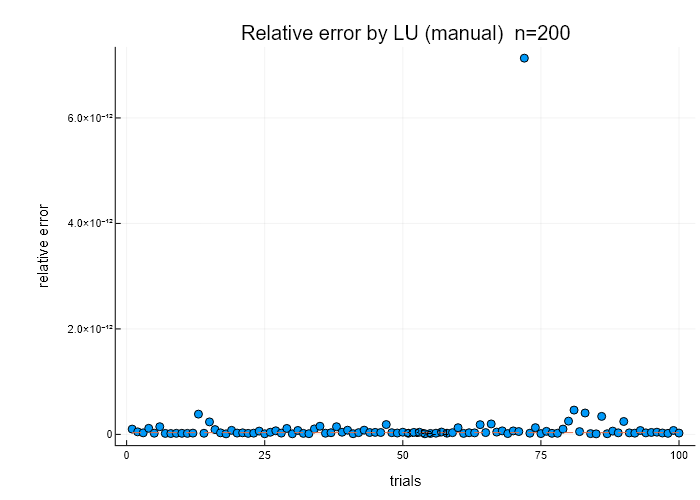 Relative error by LU (manual) n=200
relative error
6.0×10⁻¹²
4.0×10⁻¹²
2.0×10⁻¹²
0
0 25 50 75 100
trials